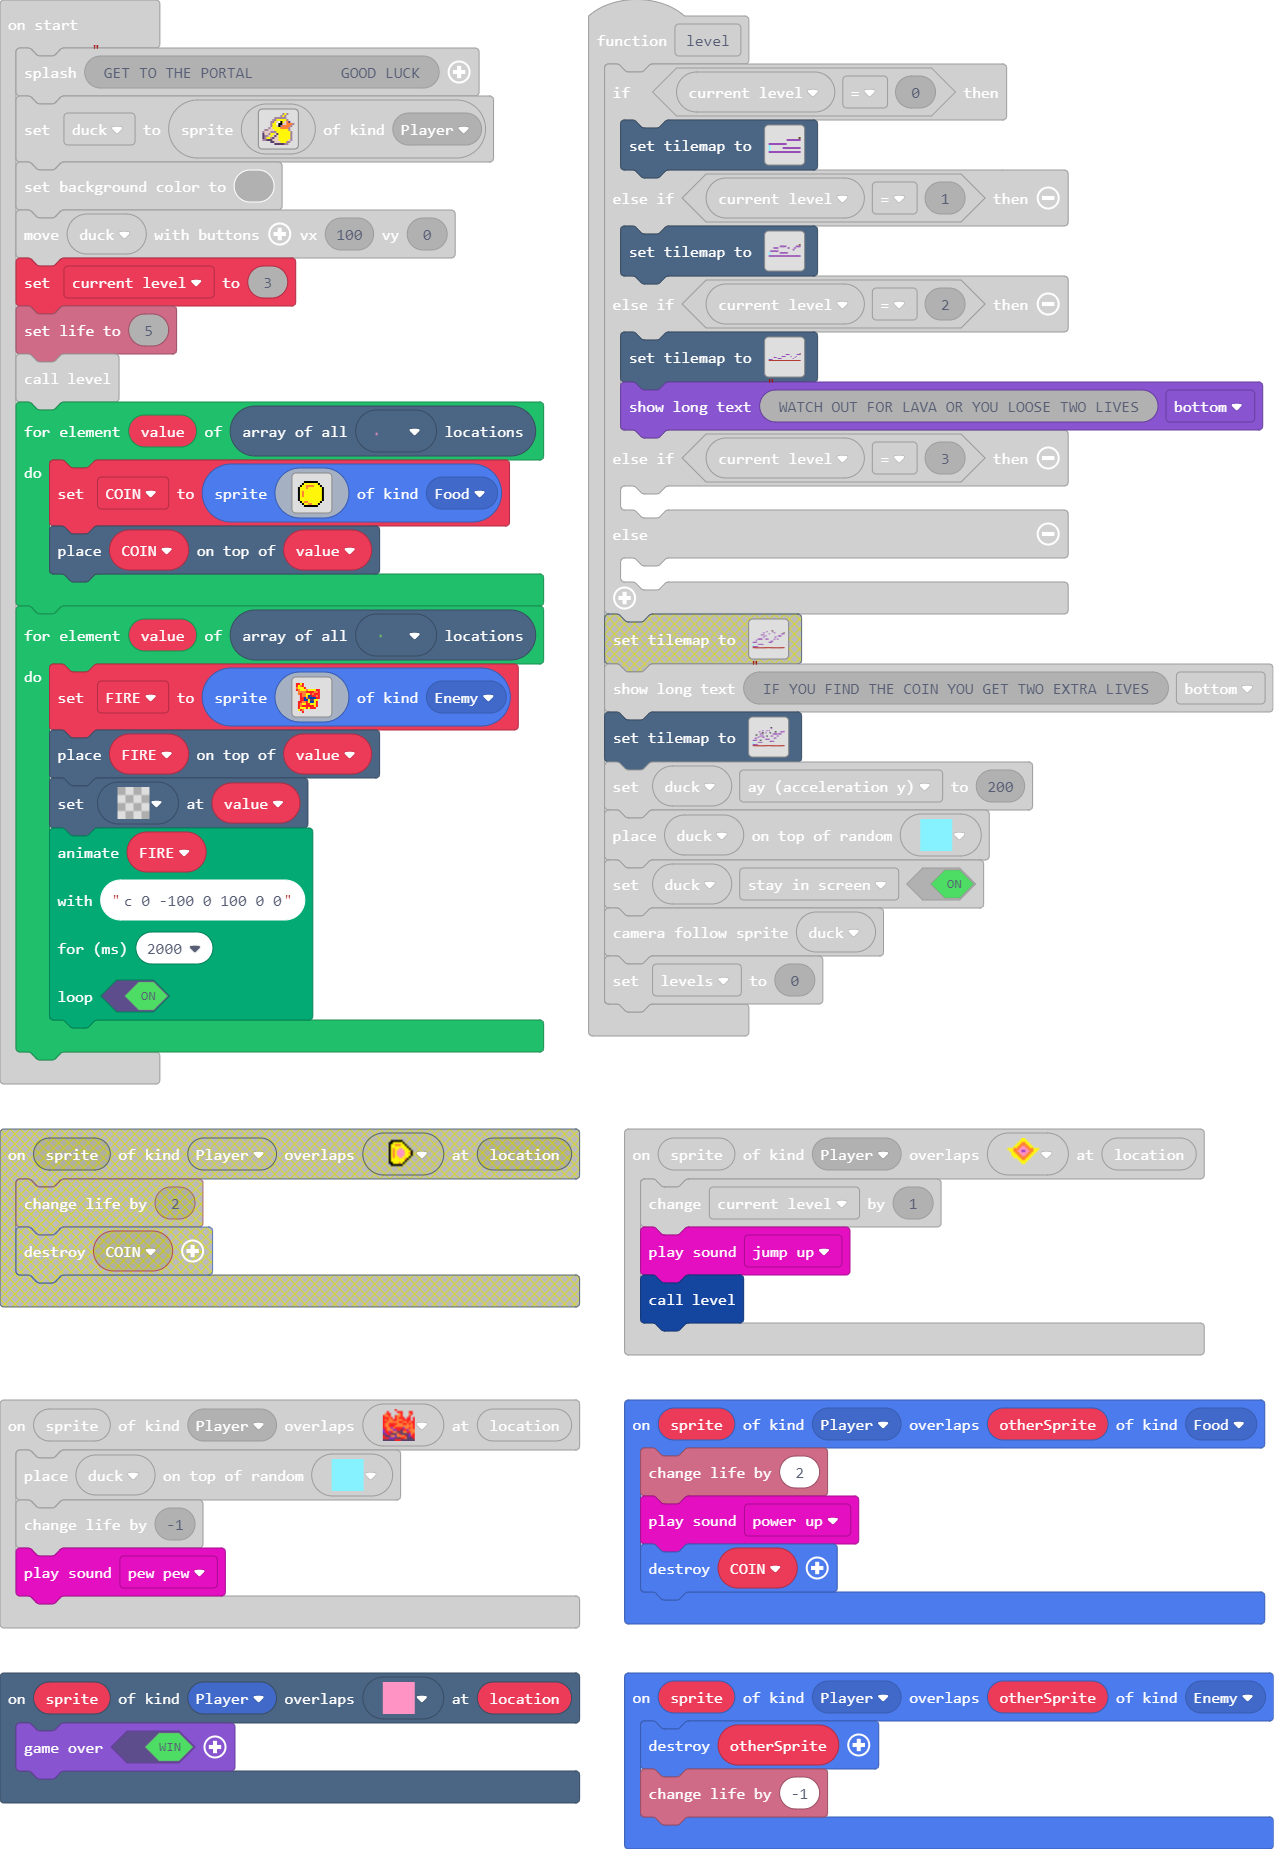 on start
splash GET TO THE PORTAL GOOD LUCK
set duck to sprite of kind Player
set background color to
move duck with buttons vx 100 vy 0
set current level to 3
set life to 5
call level
for element value of array of all locations
do
set COIN to sprite of kind Food
place COIN on top of value
for element value of array of all locations
do
set FIRE to sprite of kind Enemy
place FIRE on top of value
set at value
animate FIRE
with "c 0 -100 0 100 0 0"
for (ms) 2000
loop ON
function level
if current level = 0 then
set tilemap to
else if current level = 1 then
set tilemap to
else if current level = 2 then
set tilemap to
show long text WATCH OUT FOR LAVA OR YOU LOOSE TWO LIVES bottom
else if current level = 3 then
else
set tilemap to
show long text IF YOU FIND THE COIN YOU GET TWO EXTRA LIVES bottom
set tilemap to
set duck ay (acceleration y) to 200
place duck on top of random
set duck stay in screen ON
camera follow sprite duck
set levels to 0
on sprite of kind Player overlaps at location
change life by 2
destroy COIN
on sprite of kind Player overlaps at location
change current level by 1
play sound jump up
call level
on sprite of kind Player overlaps at location
place duck on top of random
change life by -1
play sound pew pew
on sprite of kind Player overlaps otherSprite of kind Food
change life by 2
play sound power up
destroy COIN
on sprite of kind Player overlaps at location
game over WIN
on sprite of kind Player overlaps otherSprite of kind Enemy
destroy otherSprite
change life by -1